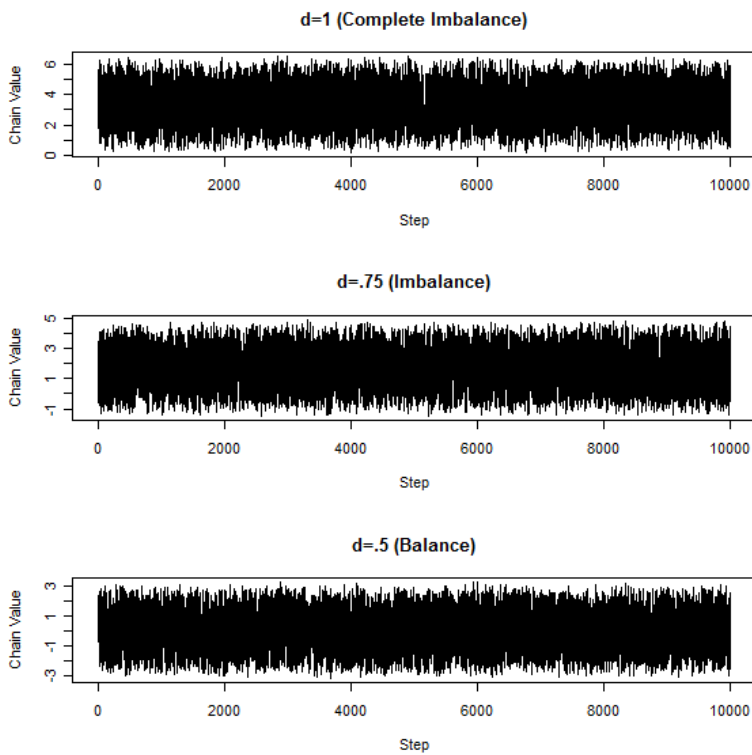 d=1 (Complete Imbalance)
Chain Value
6
4
2
0
0 2000 4000 6000 8000 10000
Step
d=.75 (Imbalance)
Chain Value
5
3
1
-1
0 2000 4000 6000 8000 10000
Step
d=.5 (Balance)
Chain Value
3
1
-1
-3
0 2000 4000 6000 8000 10000
Step